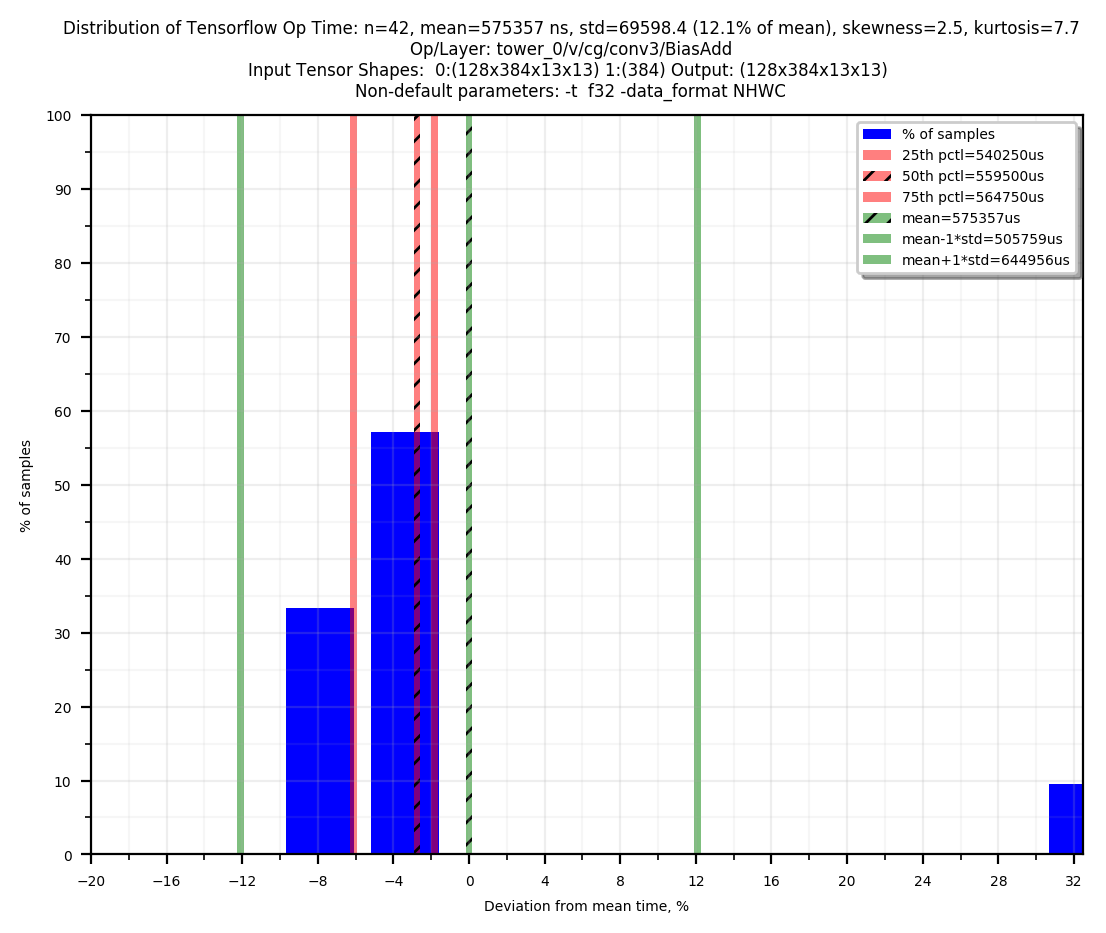 Distribution of Tensorflow Op Time: n=42, mean=575357 ns, std=69598.4 (12.1% of mean), skewness=2.5, kurtosis=7.7
Op/Layer: tower_0/v/cg/conv3/BiasAdd
Input Tensor Shapes:  0:(128x384x13x13) 1:(384) Output: (128x384x13x13)
Non-default parameters: -t  f32 -data_format NHWC
% of samples
25th pctl=540250us
50th pctl=559500us
75th pctl=564750us
mean=575357us
mean-1*std=505759us
mean+1*std=644956us
100
90
80
70
60
50
40
30
20
10
0
% of samples
−20 −16 −12 −8 −4 0 4 8 12 16 20 24 28 32
Deviation from mean time, %